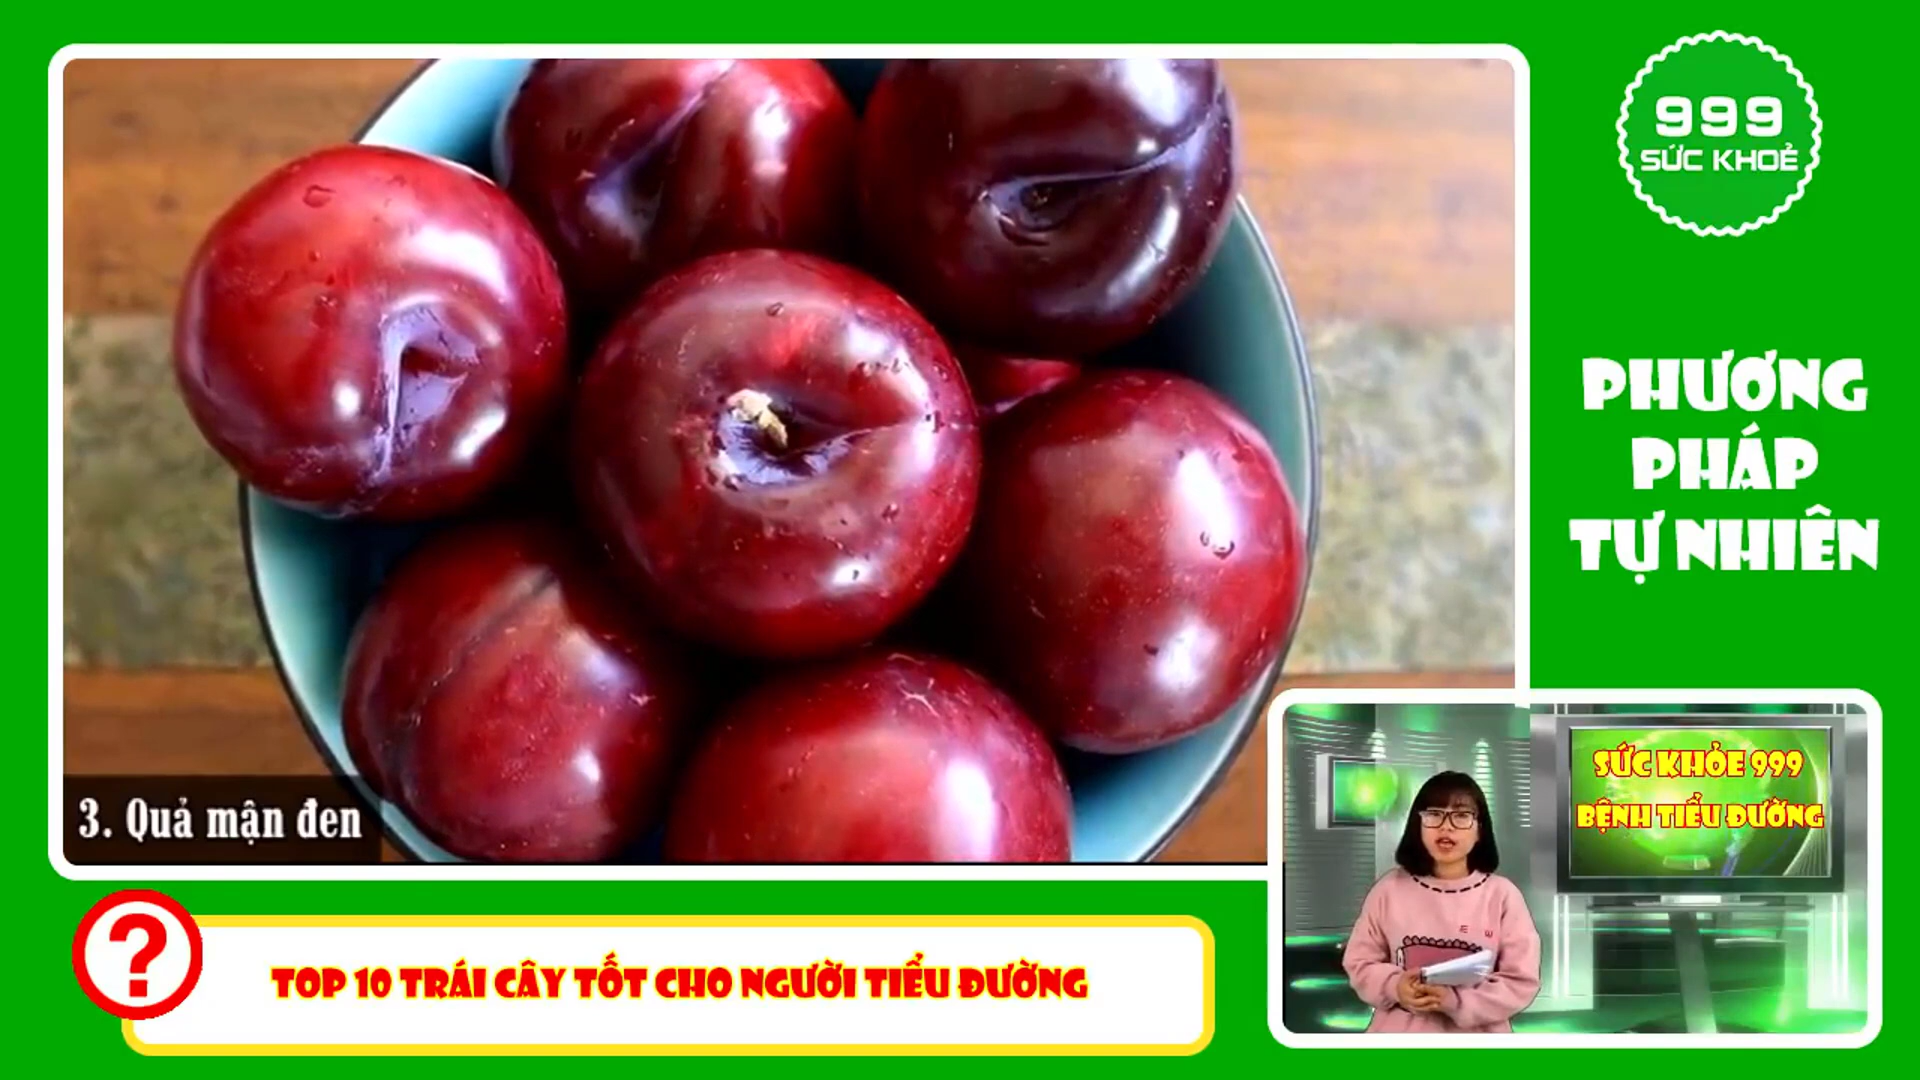 999
SỨC KHOẺ
PHƯƠNG
PHÁP
TỰ NHIÊN
3. Quả mận đen
SỨC KHỎE 999
BỆNH TIỂU ĐƯỜNG
?
TOP 10 TRÁI CÂY TỐT CHO NGƯỜI TIỂU ĐƯỜNG